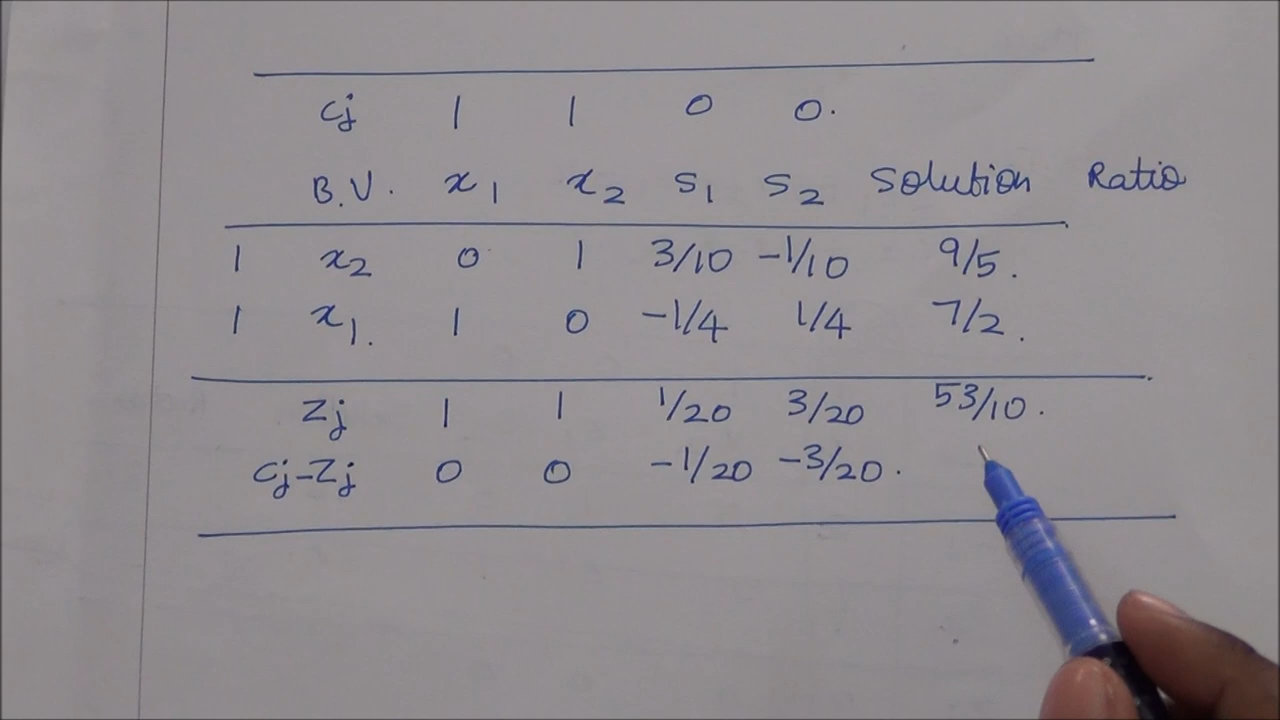 Cj 1 1 0 0.
B.V. x1 x2 S1 S2 Solution Ratio
1 x2 0 1 3/10 -1/10 9/5.
1 x1. 1 0 -1/4 1/4 7/2.
Zj 1 1 1/20 3/20 53/10.
Cj-Zj 0 0 -1/20 -3/20.